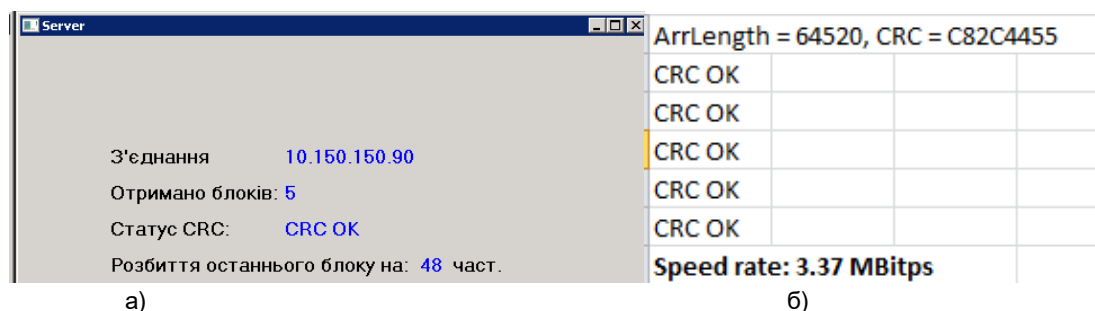 Server
З'єднання 10.150.150.90
Отримано блоків: 5
Статус CRC: CRC OK
Розбиття останнього блоку на: 48 част.
а)
ArrLength = 64520, CRC = C82C4455
CRC OK
CRC OK
CRC OK
CRC OK
CRC OK
Speed rate: 3.37 MBitps
б)